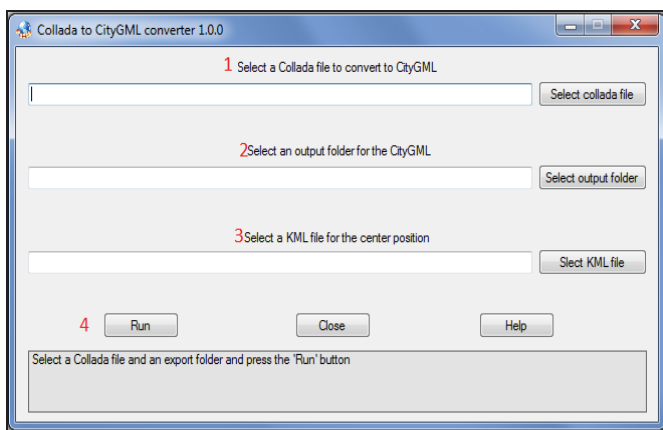 Collada to CityGML converter 1.0.0
1 Select a Collada file to convert to CityGML
Select collada file
2Select an output folder for the CityGML
Select output folder
3Select a KML file for the center position
Slect KML file
4 Run Close Help
Select a Collada file and an export folder and press the 'Run' button